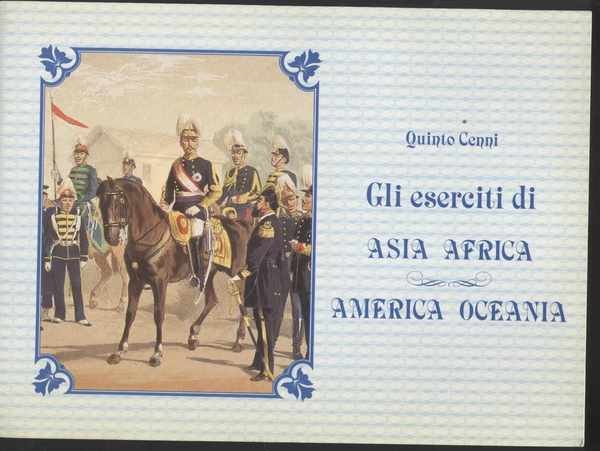 Quinto Cenni
Gli eserciti di
ASIA AFRICA
AMERICA OCEANIA